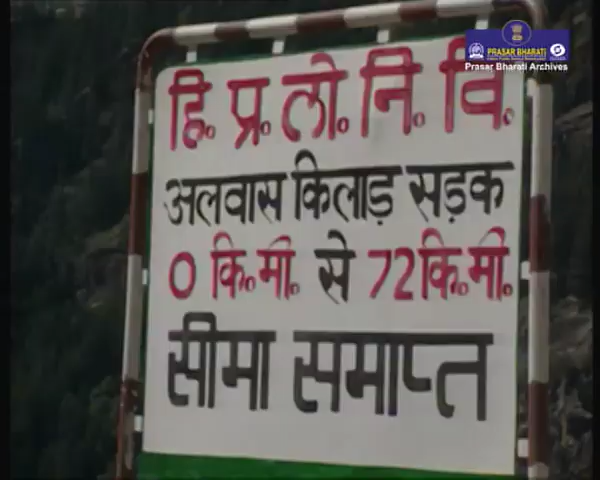 PRASAR BHARATI
Prasar Bharati Archives
हि. प्र. लो. नि. वि.
अलवास किलाड़ सड़क
0 कि.मी. से 72 कि.मी.
सीमा समाप्त